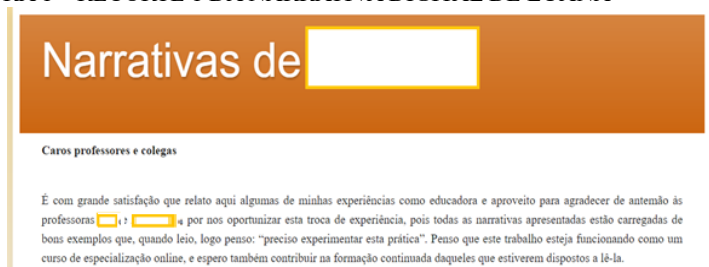 Narrativas de
Caros professores e colegas
É com grande satisfação que relato aqui algumas de minhas experiências como educadora e aproveito para agradecer de antemão às
professoras por nos oportunizar esta troca de experiência, pois todas as narrativas apresentadas estão carregadas de
bons exemplos que, quando leio, logo penso: “preciso experimentar esta prática”. Penso que este trabalho esteja funcionando como um
curso de especialização online, e espero também contribuir na formação continuada daqueles que estiverem dispostos a lê-la.